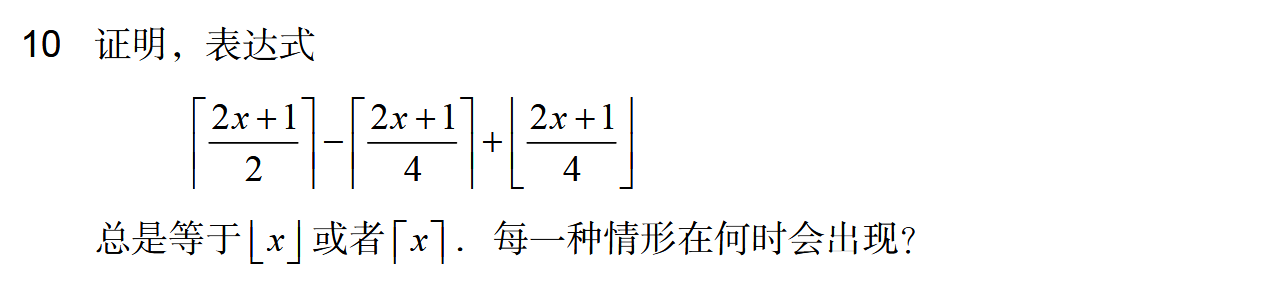 10 证明，表达式
⌈(2x+1)/2⌉−⌈(2x+1)/4⌉+⌊(2x+1)/4⌋
总是等于⌊x⌋或者⌈x⌉．每一种情形在何时会出现？